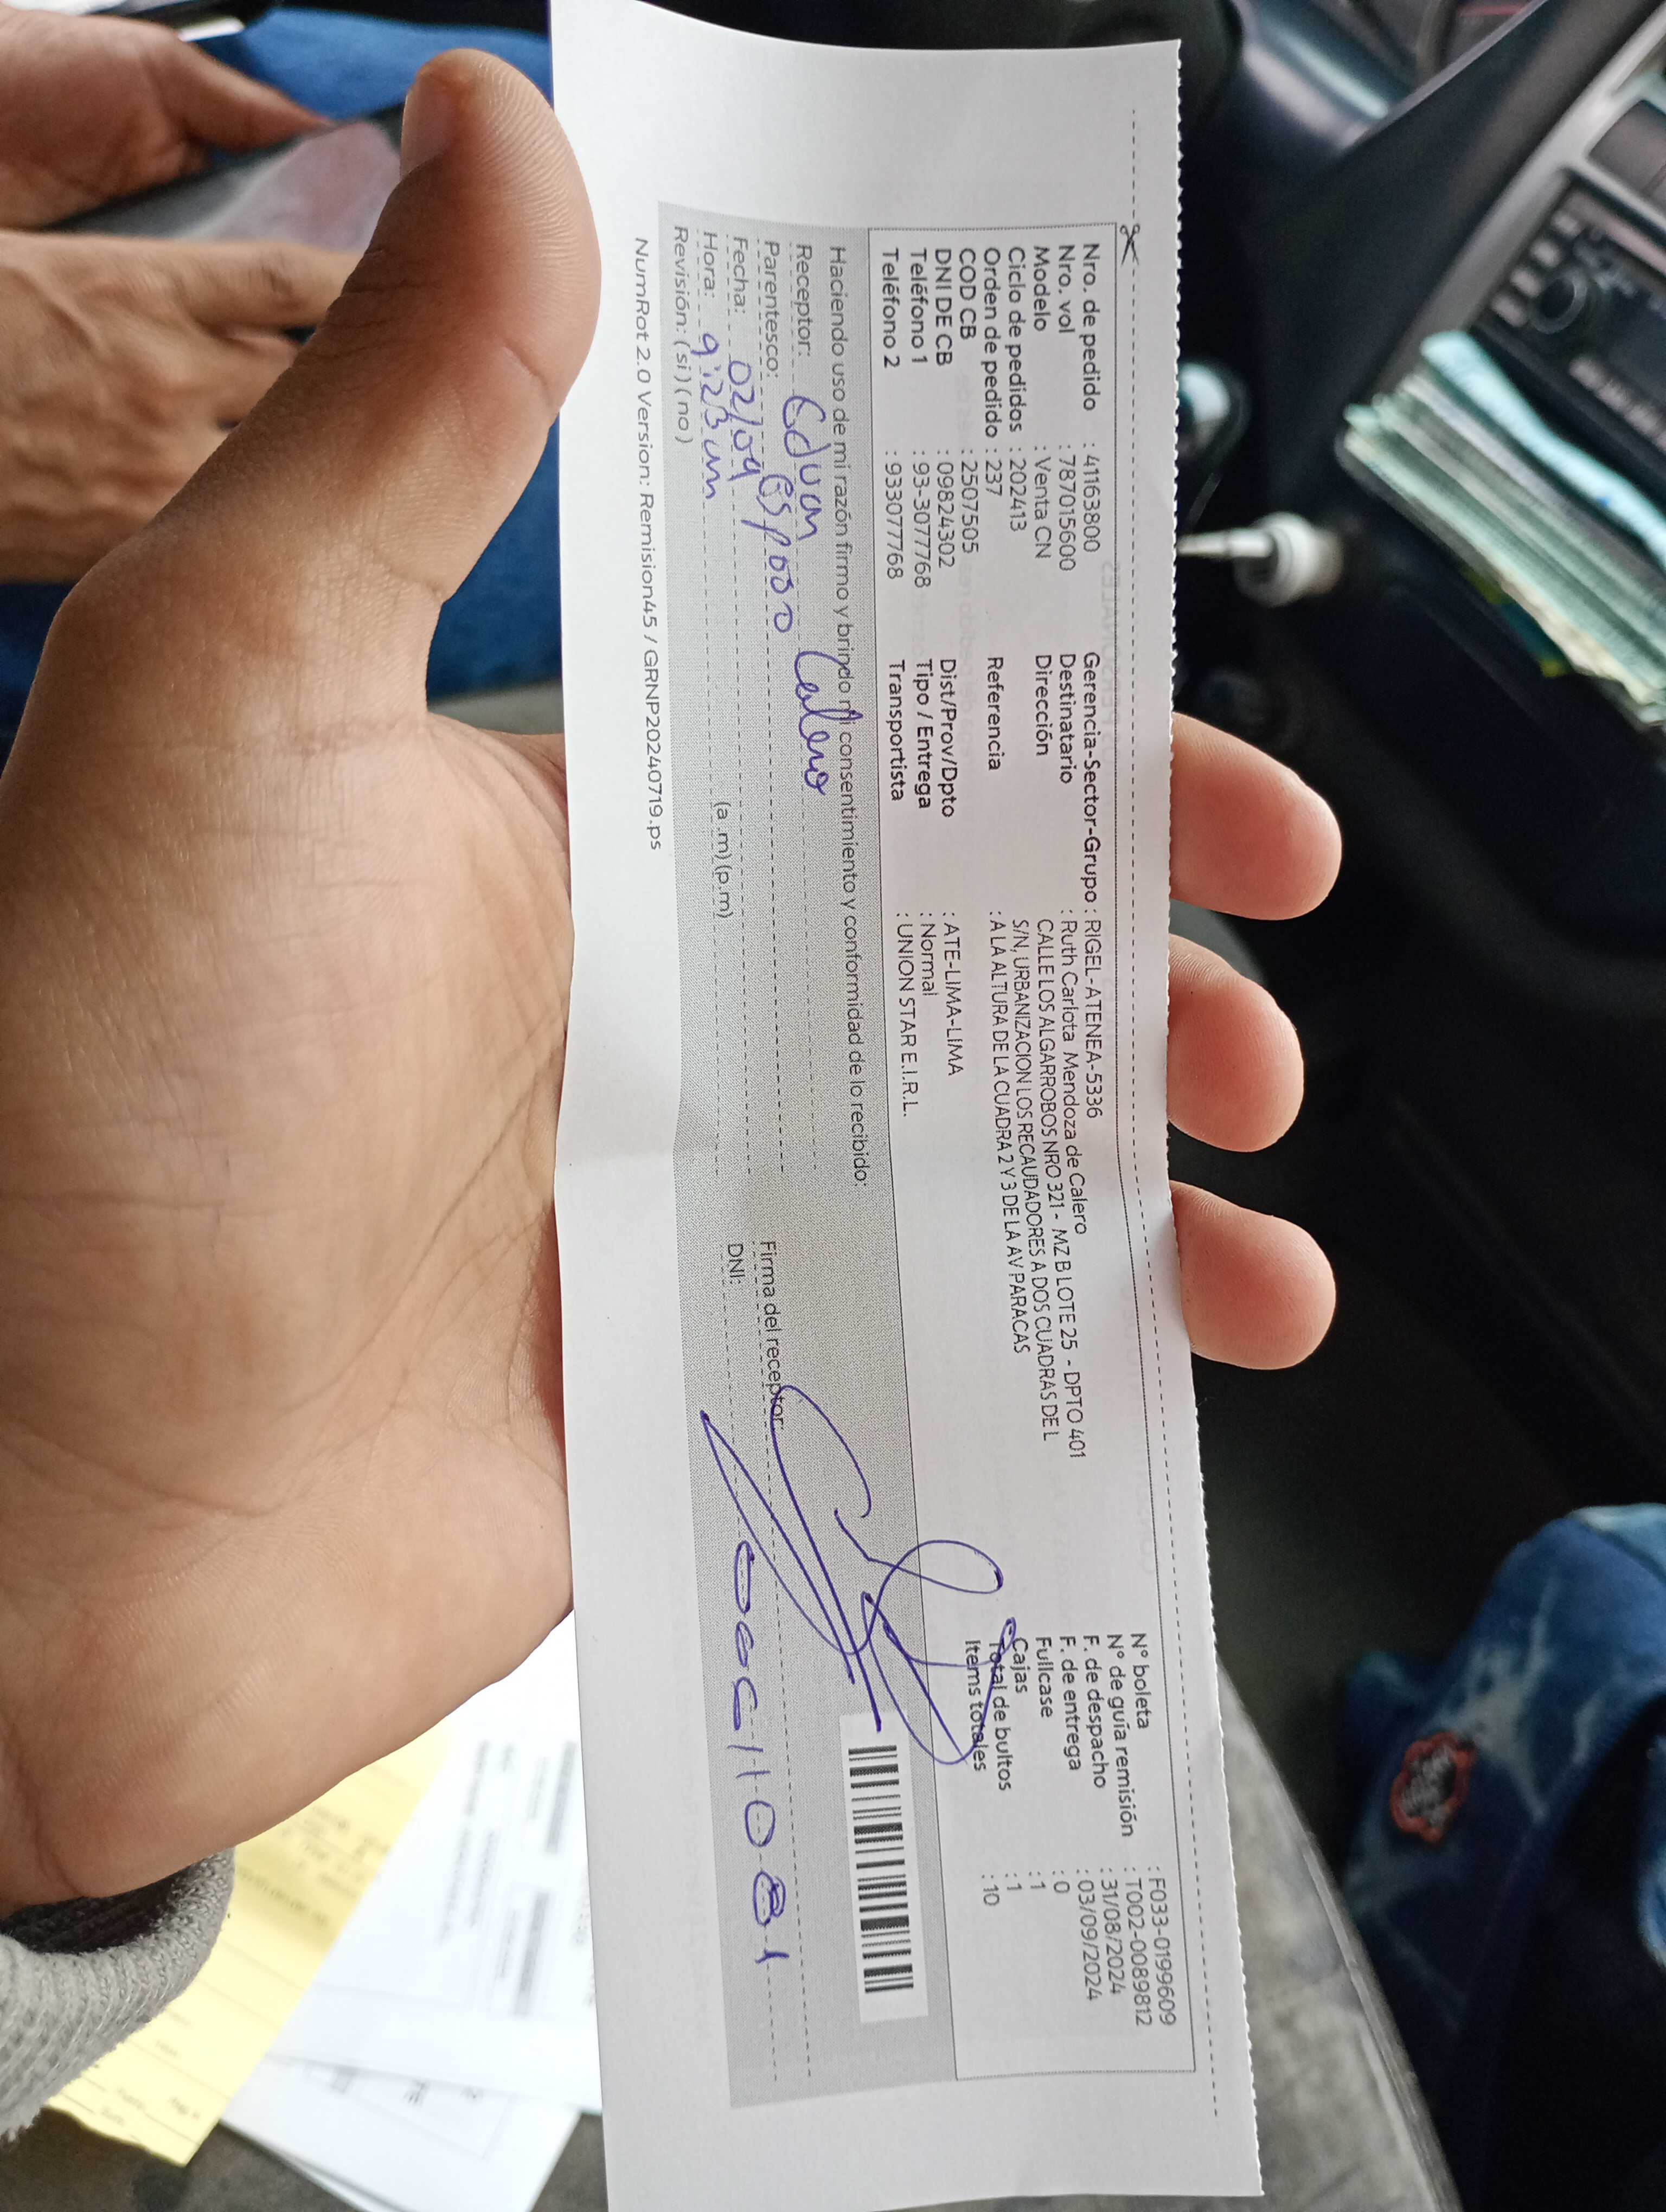 Nro. de pedido : 41163800
Nro. vol : 787015600
Modelo : Venta CN
Ciclo de pedidos : 202413
Orden de pedido : 237
COD CB : 2507505
DNI DE CB : 09824302
Teléfono 1 : 93-3077768
Teléfono 2 : 933077768
Gerencia-Sector-Grupo : RIGEL-ATENEA-5336
Destinatario : Ruth Carlota Mendoza de Calero
Dirección CALLE LOS ALGARROBOS NRO 321- MZ B LOTE 25 - DPTO 401
S/N, URBANIZACION LOS RECAUDADORES A DOS CUADRAS DE L
Referencia : A LA ALTURA DE LA CUADRA 2 Y 3 DE LA AV PARACAS
Dist/Prov/Dpto : ATE-LIMA-LIMA
Tipo / Entrega : Normal
Transportista : UNION STAR E.I.R.L.
N° boleta : F033-0199609
N° de guía remisión : T002-0089812
F. de despacho : 31/08/2024
F. de entrega : 03/09/2024
Fullcase : 0
Cajas : 1
Total de bultos : 1
Items totales : 10
Haciendo uso de mi razón firmo y brindo mi consentimiento y conformidad de lo recibido:
Receptor: Calero
Parentesco: esposo
Fecha: 02/09
Hora: 9:23 (a.m)(p.m)
Revisión: (si)(no)
Firma del receptor:
DNI:
NumRot 2.0 Version: Remision45 / GRNP20240719.ps